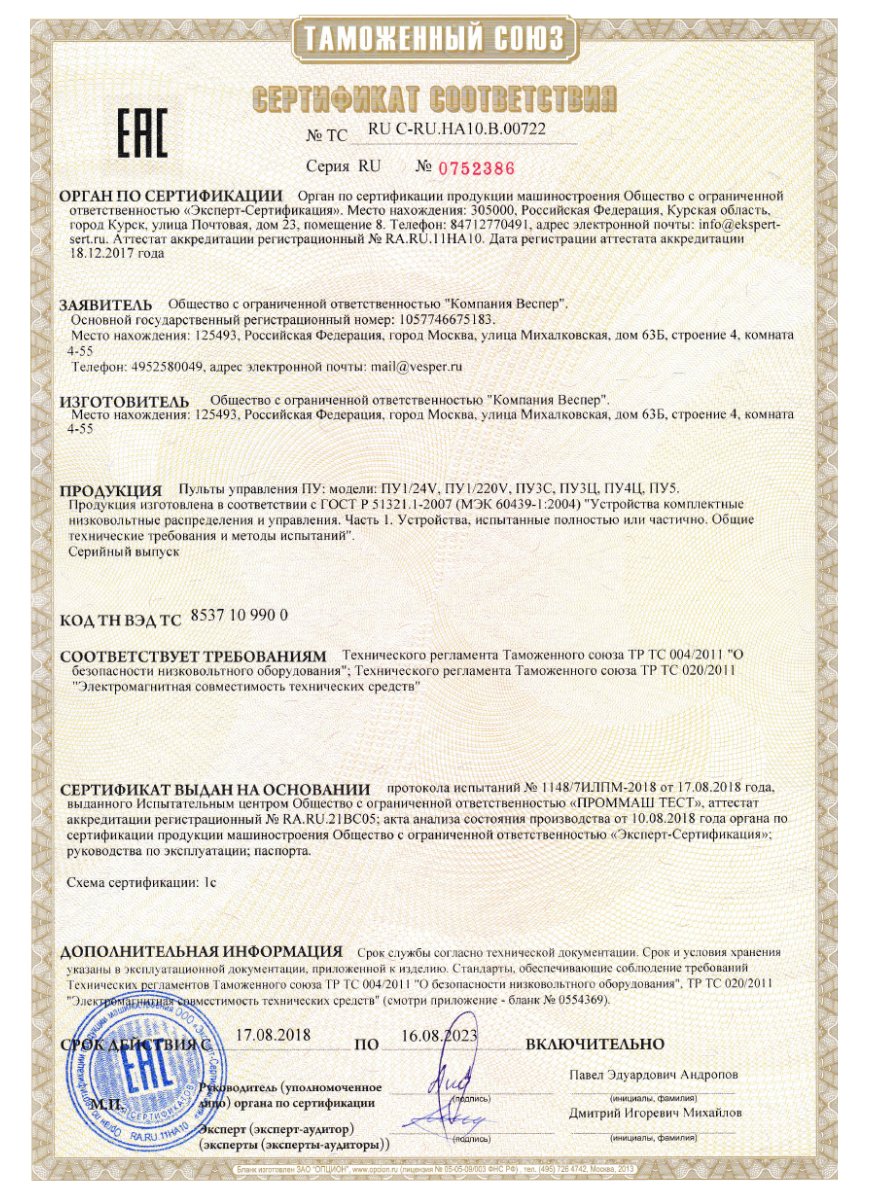 ТАМОЖЕННЫЙ СОЮЗ
СЕРТИФИКАТ СООТВЕТСТВИЯ
ЕАС
№ ТС RU C-RU.НА10.В.00722
Серия RU № 0752386
ОРГАН ПО СЕРТИФИКАЦИИ Орган по сертификации продукции машиностроения Общество с ограниченной
ответственностью «Эксперт-Сертификация». Место нахождения: 305000, Российская Федерация, Курская область,
город Курск, улица Почтовая, дом 23, помещение 8. Телефон: 84712770491, адрес электронной почты: info@ekspert-
sert.ru. Аттестат аккредитации регистрационный № RA.RU.11НА10. Дата регистрации аттестата аккредитации
18.12.2017 года
ЗАЯВИТЕЛЬ Общество с ограниченной ответственностью "Компания Веспер".
Основной государственный регистрационный номер: 1057746675183.
Место нахождения: 125493, Российская Федерация, город Москва, улица Михалковская, дом 63Б, строение 4, комната
4-55
Телефон: 4952580049, адрес электронной почты: mail@vesper.ru
ИЗГОТОВИТЕЛЬ Общество с ограниченной ответственностью "Компания Веспер".
Место нахождения: 125493, Российская Федерация, город Москва, улица Михалковская, дом 63Б, строение 4, комната
4-55
ПРОДУКЦИЯ Пульты управления ПУ: модели: ПУ1/24V, ПУ1/220V, ПУ3С, ПУ3Ц, ПУ4Ц, ПУ5.
Продукция изготовлена в соответствии с ГОСТ Р 51321.1-2007 (МЭК 60439-1:2004) "Устройства комплектные
низковольтные распределения и управления. Часть 1. Устройства, испытанные полностью или частично. Общие
технические требования и методы испытаний".
Серийный выпуск
КОД ТН ВЭД ТС 8537 10 990 0
СООТВЕТСТВУЕТ ТРЕБОВАНИЯМ Технического регламента Таможенного союза ТР ТС 004/2011 "О
безопасности низковольтного оборудования"; Технического регламента Таможенного союза ТР ТС 020/2011
"Электромагнитная совместимость технических средств"
СЕРТИФИКАТ ВЫДАН НА ОСНОВАНИИ протокола испытаний № 1148/7ИЛПМ-2018 от 17.08.2018 года,
выданного Испытательным центром Общество с ограниченной ответственностью «ПРОММАШ ТЕСТ», аттестат
аккредитации регистрационный № RA.RU.21ВС05; акта анализа состояния производства от 10.08.2018 года органа по
сертификации продукции машиностроения Общество с ограниченной ответственностью «Эксперт-Сертификация»;
руководства по эксплуатации; паспорта.
Схема сертификации: 1с
ДОПОЛНИТЕЛЬНАЯ ИНФОРМАЦИЯ Срок службы согласно технической документации. Срок и условия хранения
указаны в эксплуатационной документации, приложенной к изделию. Стандарты, обеспечивающие соблюдение требований
Технических регламентов Таможенного союза ТР ТС 004/2011 "О безопасности низковольтного оборудования", ТР ТС 020/2011
"Электромагнитная совместимость технических средств" (смотри приложение - бланк № 0554369).
СРОК ДЕЙСТВИЯ С 17.08.2018 ПО 16.08.2023 ВКЛЮЧИТЕЛЬНО
М.П.
Руководитель (уполномоченное
лицо) органа по сертификации
(подпись)
Павел Эдуардович Андропов
(инициалы, фамилия)
Эксперт (эксперт-аудитор)
(эксперты (эксперты-аудиторы))
(подпись)
Дмитрий Игоревич Михайлов
(инициалы, фамилия)
ЕАС
RA.RU.11НА10
Бланк изготовлен ЗАО "ОПЦИОН", www.opcion.ru (лицензия № 05-05-09/003 ФНС РФ), тел. (495) 726 4742, Москва, 2013